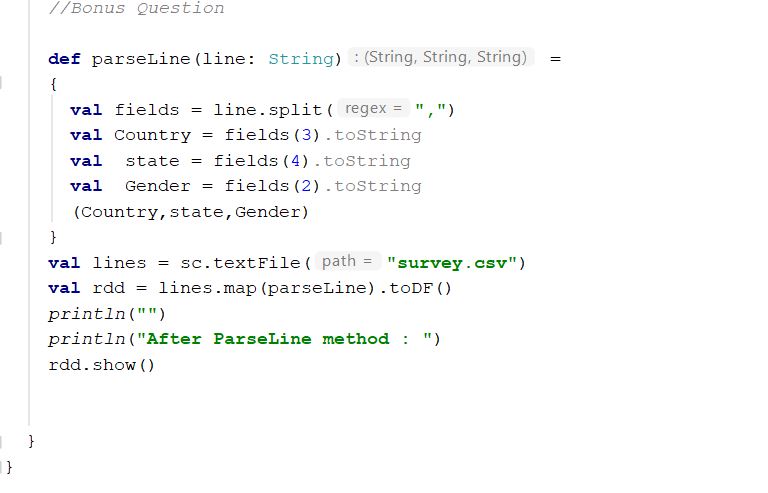 //Bonus Question
def parseLine(line: String) : (String, String, String) =
{
val fields = line.split( regex = ",")
val Country = fields(3).toString
val  state = fields(4).toString
val  Gender = fields(2).toString
(Country,state,Gender)
}
val lines = sc.textFile( path = "survey.csv")
val rdd = lines.map(parseLine).toDF()
println("")
println("After ParseLine method : ")
rdd.show()
}
}